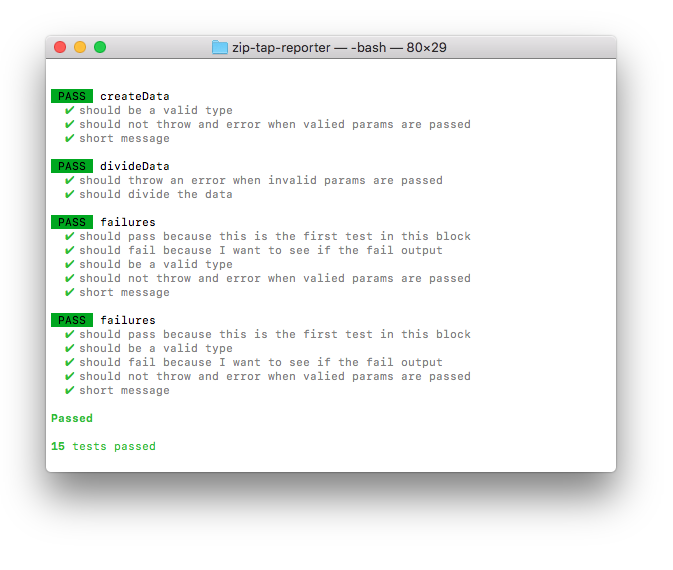 zip-tap-reporter — -bash — 80×29
PASS createData
✔ should be a valid type
✔ should not throw and error when valied params are passed
✔ short message
PASS divideData
✔ should throw an error when invalid params are passed
✔ should divide the data
PASS failures
✔ should pass because this is the first test in this block
✔ should fail because I want to see if the fail output
✔ should be a valid type
✔ should not throw and error when valied params are passed
✔ short message
PASS failures
✔ should pass because this is the first test in this block
✔ should be a valid type
✔ should fail because I want to see if the fail output
✔ should not throw and error when valied params are passed
✔ short message
Passed
15 tests passed